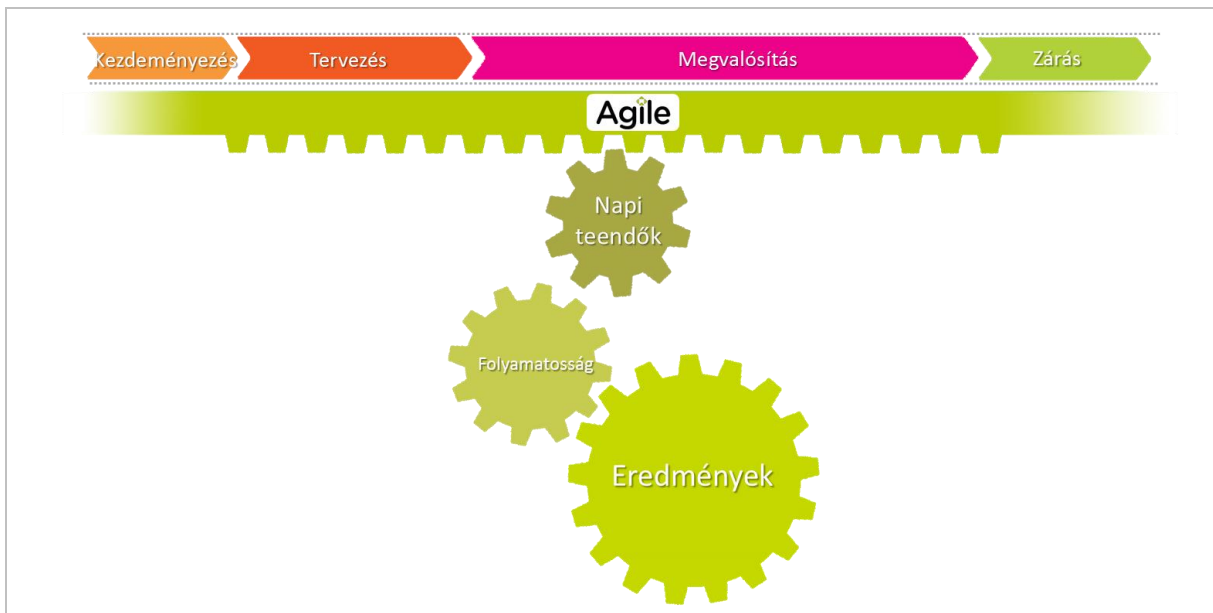 Kezdeményezés
Tervezés
Megvalósítás
Zárás
Agile
Napi
teendők
Folyamatosság
Eredmények